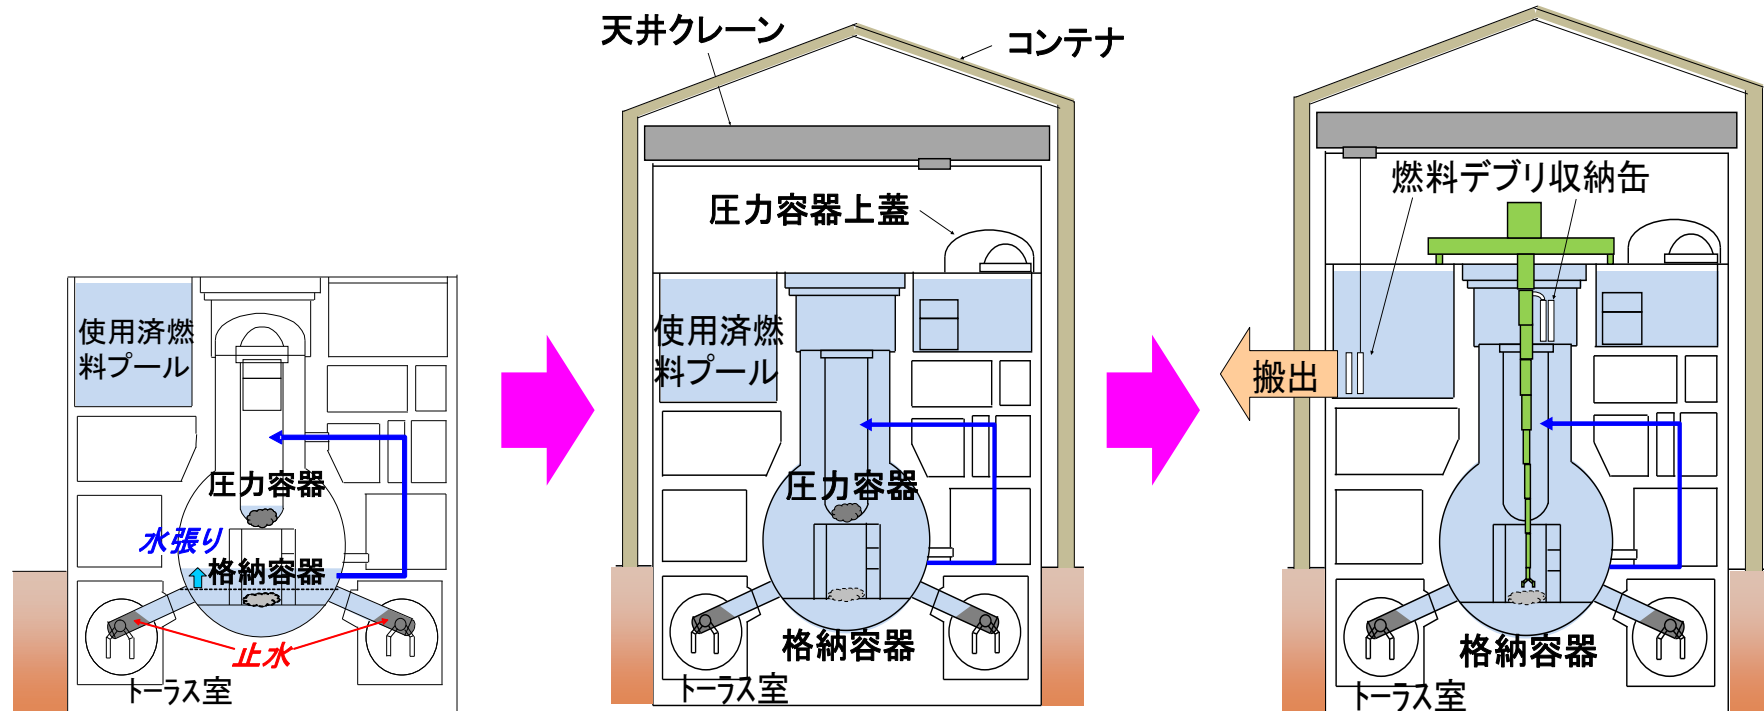 使用済燃
料プール
圧力容器
水張り
格納容器
止水
トーラス室
天井クレーン
コンテナ
圧力容器上蓋
使用済燃
料プール
圧力容器
格納容器
トーラス室
燃料デブリ収納缶
搬出
格納容器
トーラス室